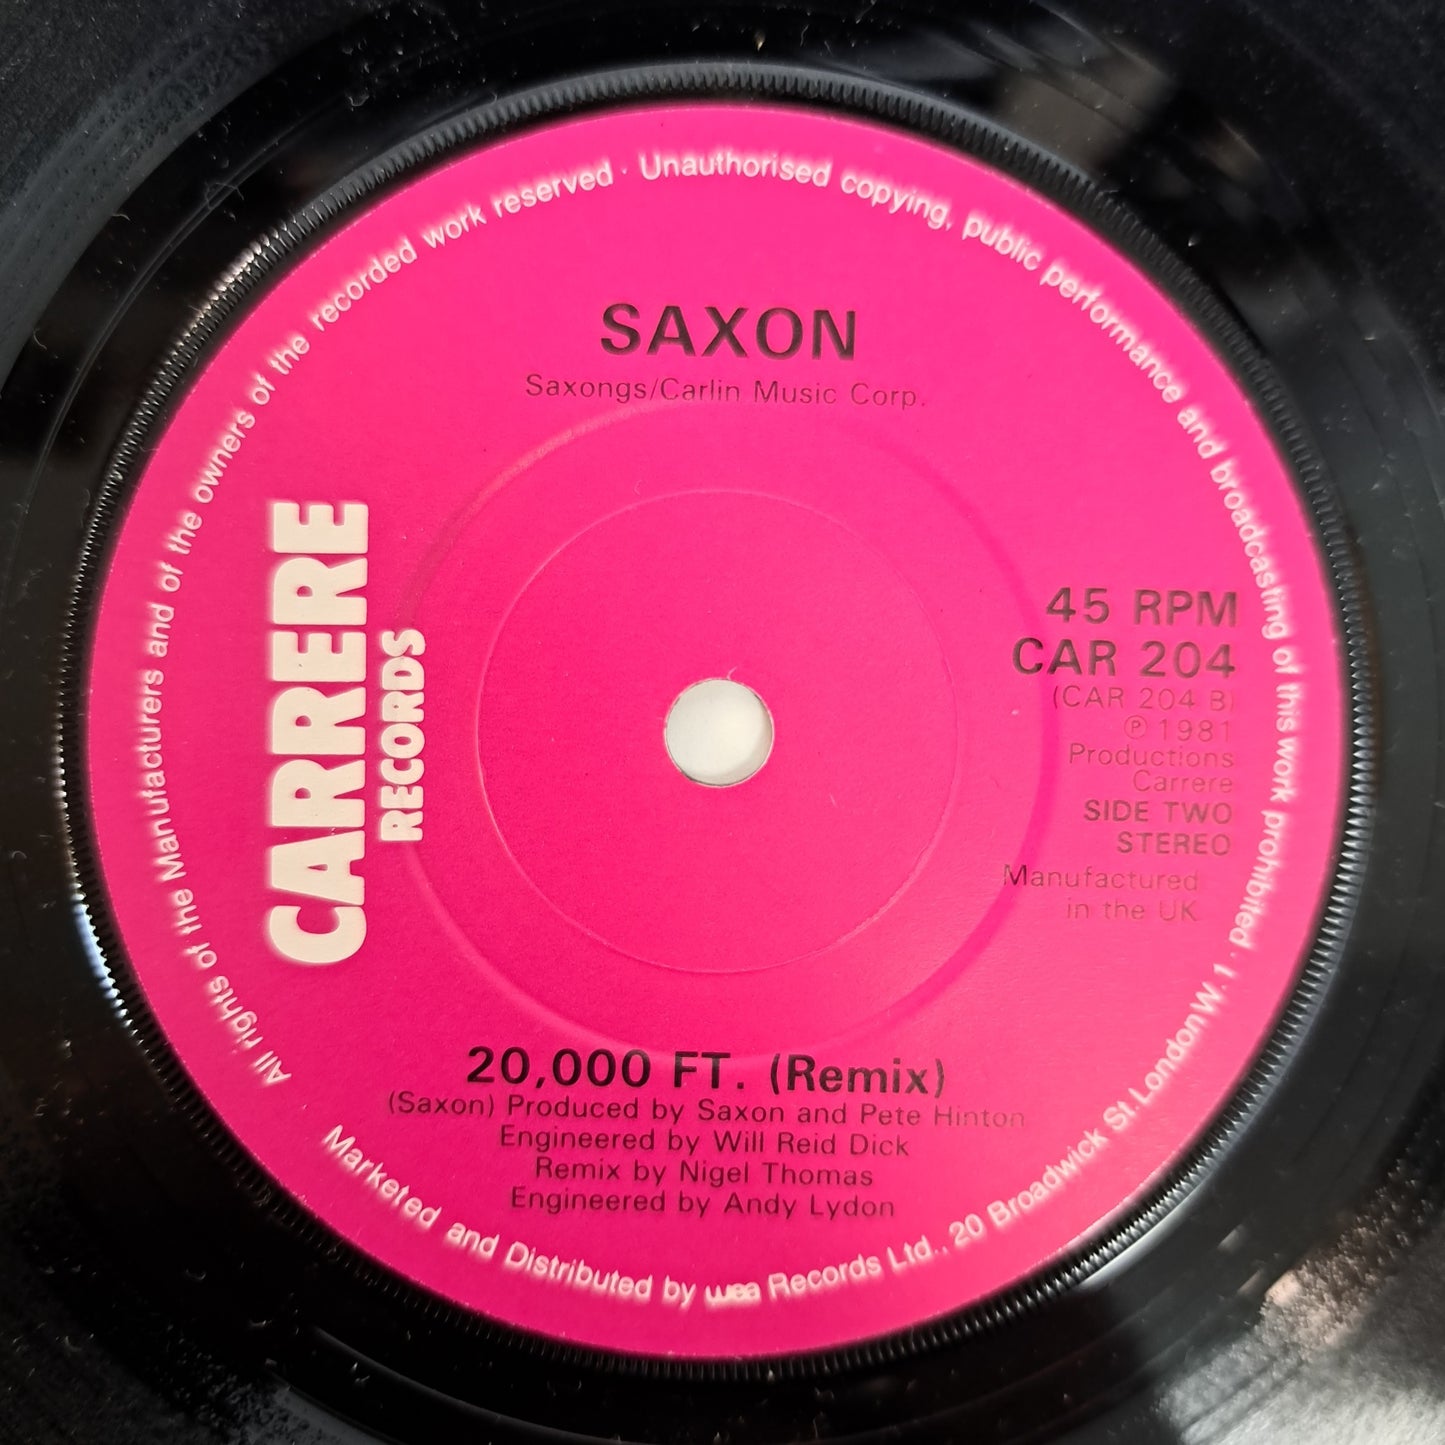 All rights of the Manufacturers and of the owners of the recorded work reserved · Unauthorised copying, public performance and broadcasting of this work prohibited.
SAXON
Saxongs/Carlin Music Corp.
CARRERE
RECORDS
45 RPM
CAR 204
(CAR 204 B)
℗ 1981
Productions
Carrere
SIDE TWO
STEREO
Manufactured
in the UK
20,000 FT. (Remix)
(Saxon) Produced by Saxon and Pete Hinton
Engineered by Will Reid Dick
Remix by Nigel Thomas
Engineered by Andy Lydon
Marketed and Distributed by wea Records Ltd., 20 Broadwick St. London W.1.